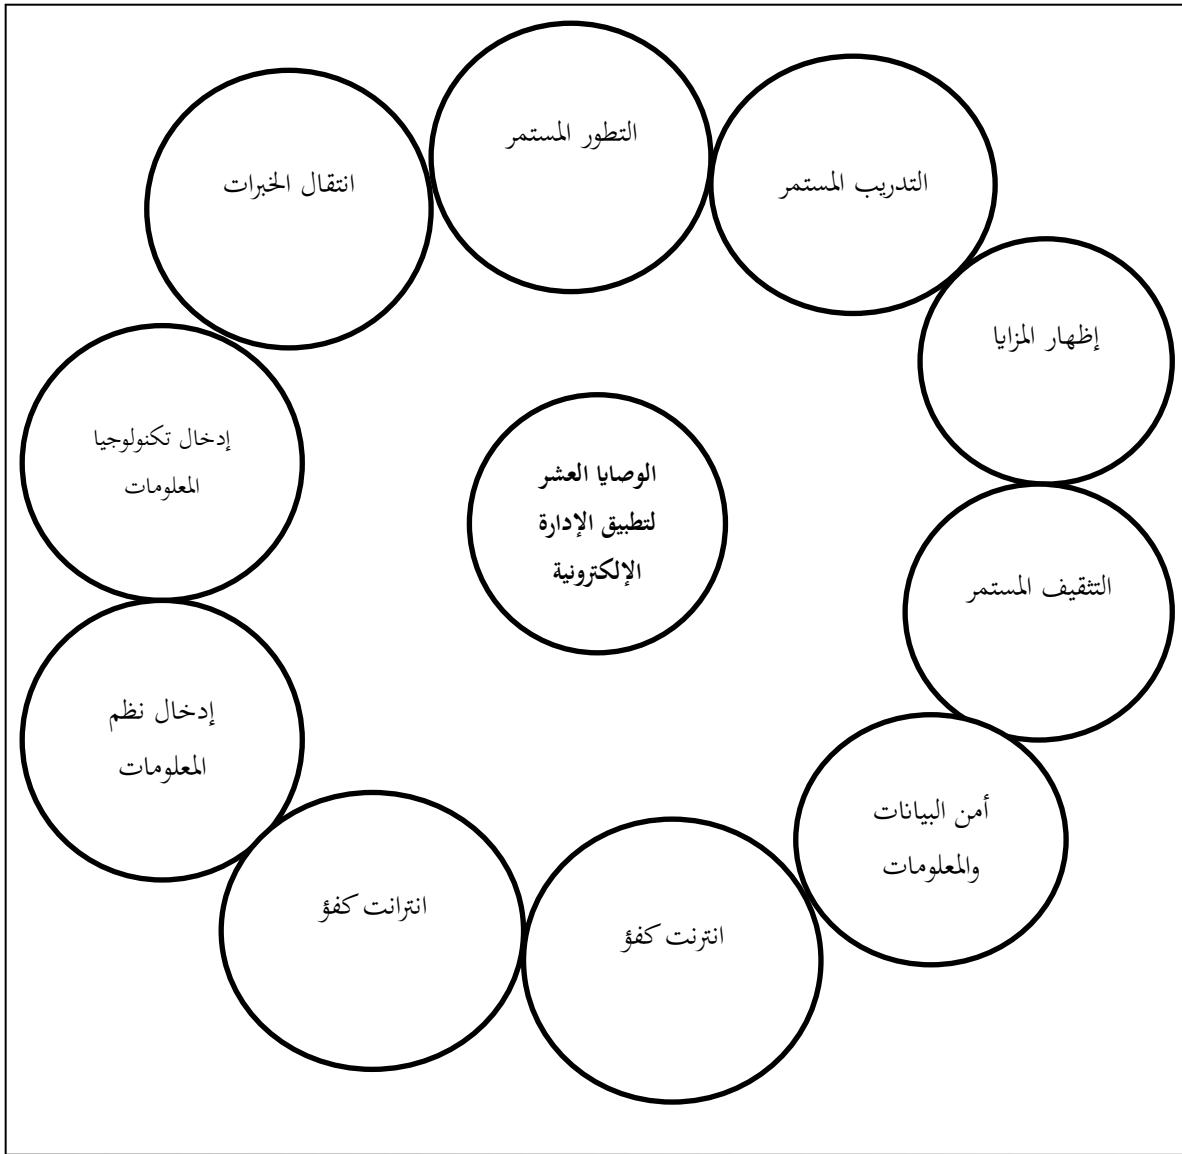 التطور المستمر
التدريب المستمر
انتقال الخبرات
إظهار المزايا
إدخال تكنولوجيا
المعلومات
الوصايا العشر
لتطبيق الإدارة
الإلكترونية
التثقيف المستمر
إدخال نظم
المعلومات
أمن البيانات
والمعلومات
انترانت كفؤ
انترنت كفؤ